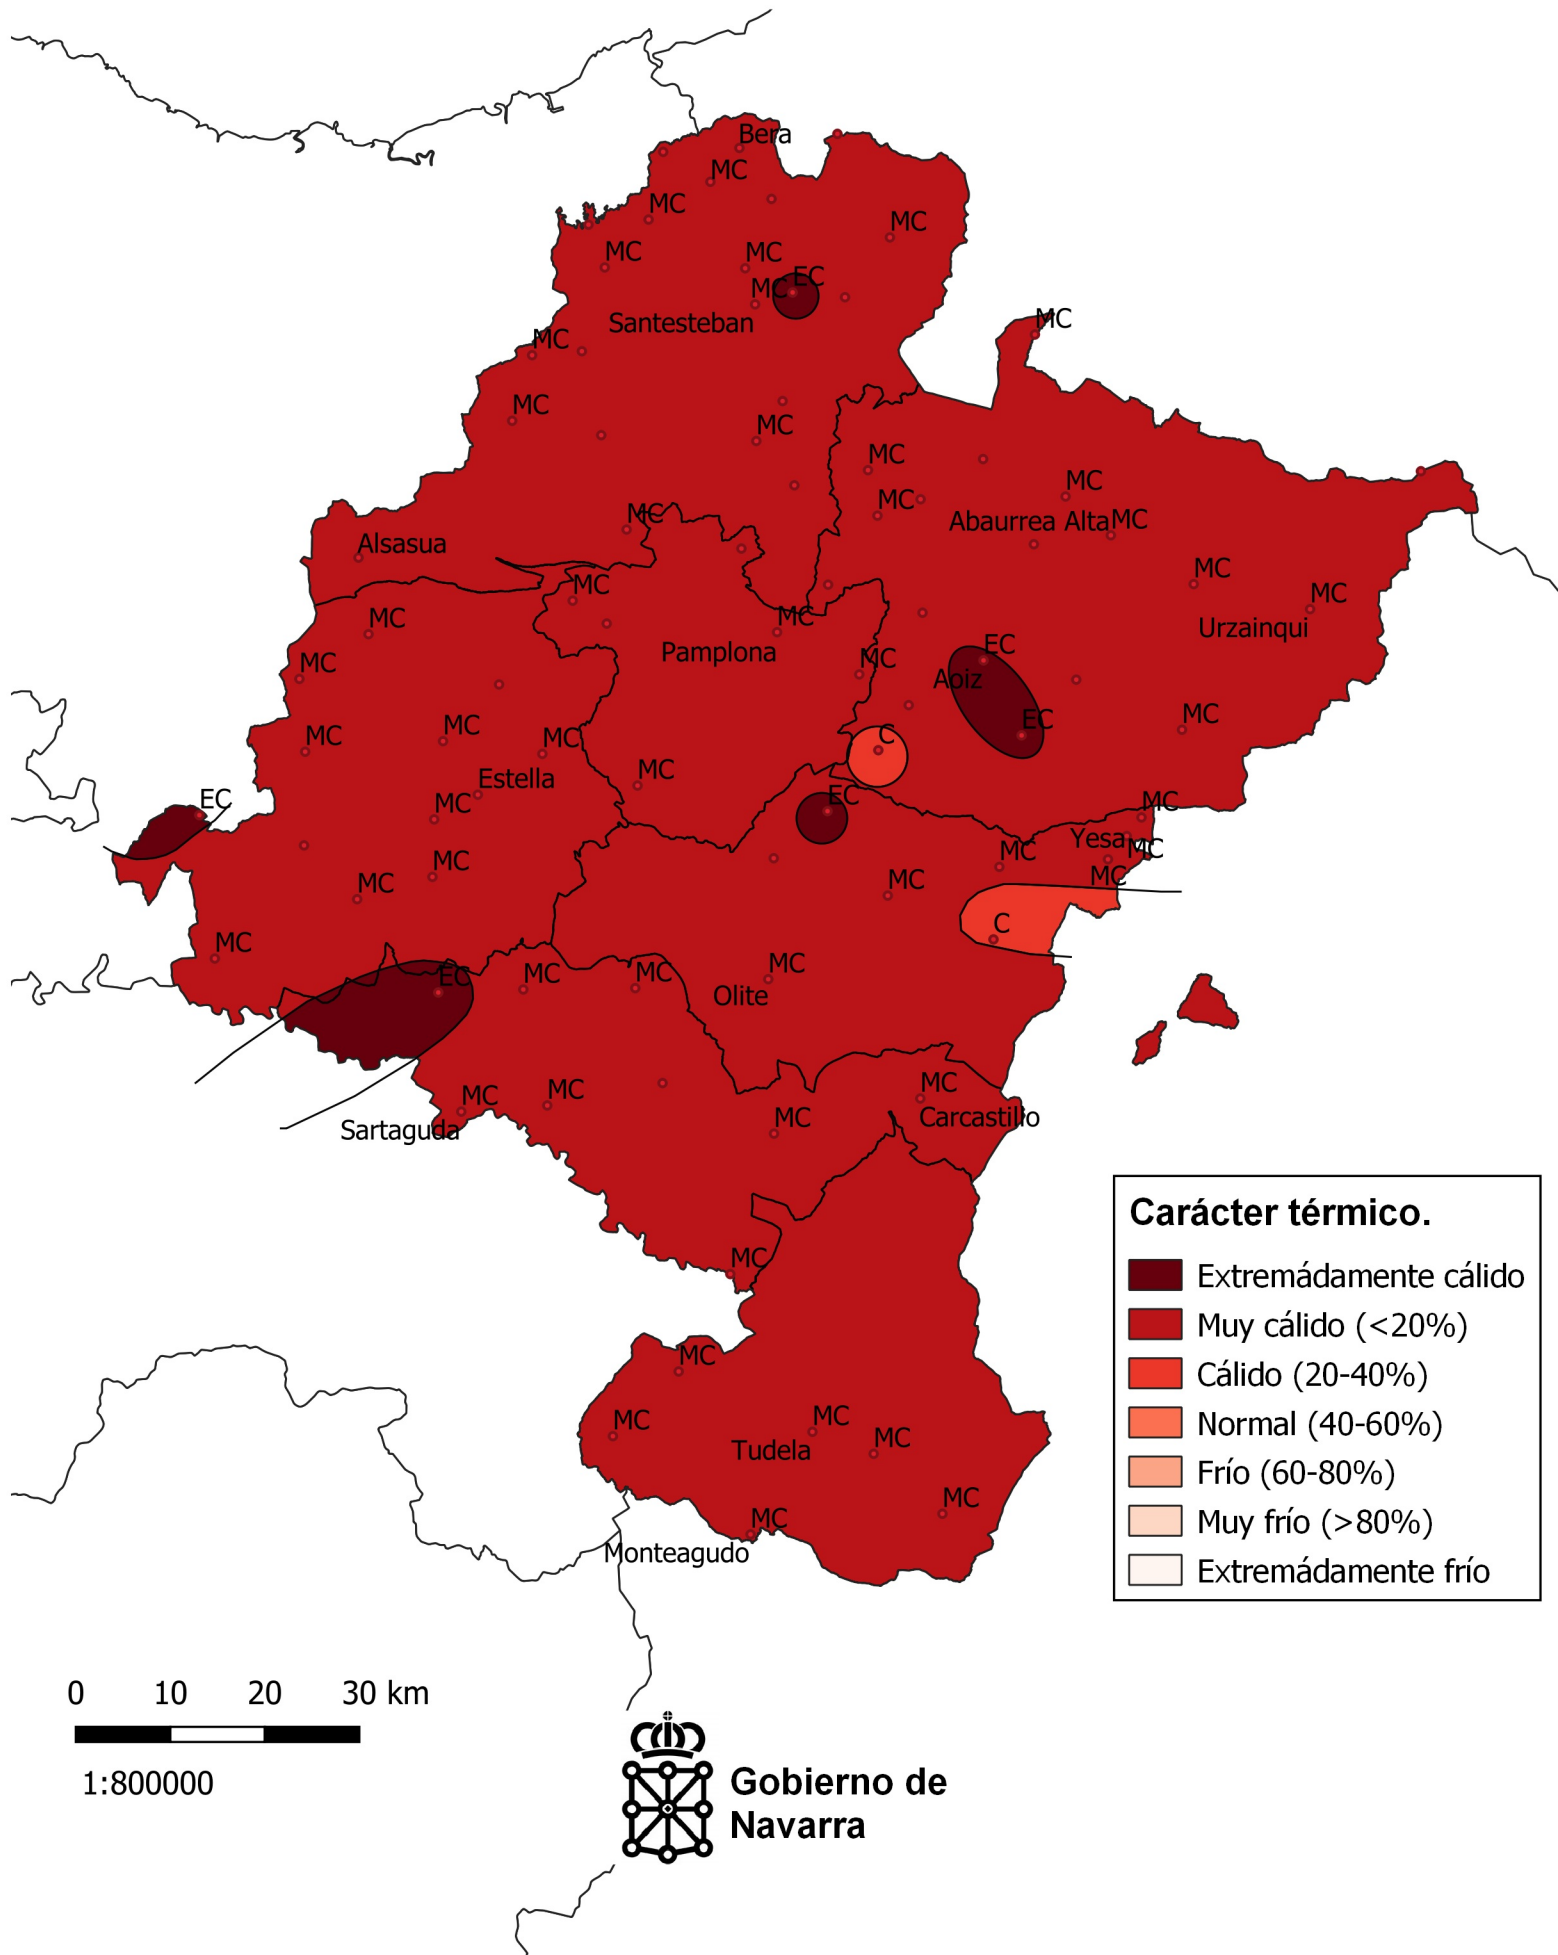 Bera
MC
MC
MC
MC
MC
EC
MC
Santesteban
MC
MC
MC
MC
MC
MC
MC
Abaurrea Alta
MC
MC
Alsasua
MC
MC
MC
MC
MC
Urzainqui
EC
Pamplona
MC
MC
Aoiz
MC
EC
MC
MC
MC
C
MC
Estella
EC
MC
EC
MC
Yesa
MC
MC
MC
MC
MC
MC
C
MC
EC
MC
MC
MC
Olite
MC
MC
MC
Carcastillo
MC
Sartaguda
MC
MC
MC
MC
Tudela
MC
MC
MC
Monteagudo
Carácter térmico.
Extremádamente cálido
Muy cálido (<20%)
Cálido (20-40%)
Normal (40-60%)
Frío (60-80%)
Muy frío (>80%)
Extremádamente frío
0 10 20 30 km
1:800000
Gobierno de
Navarra